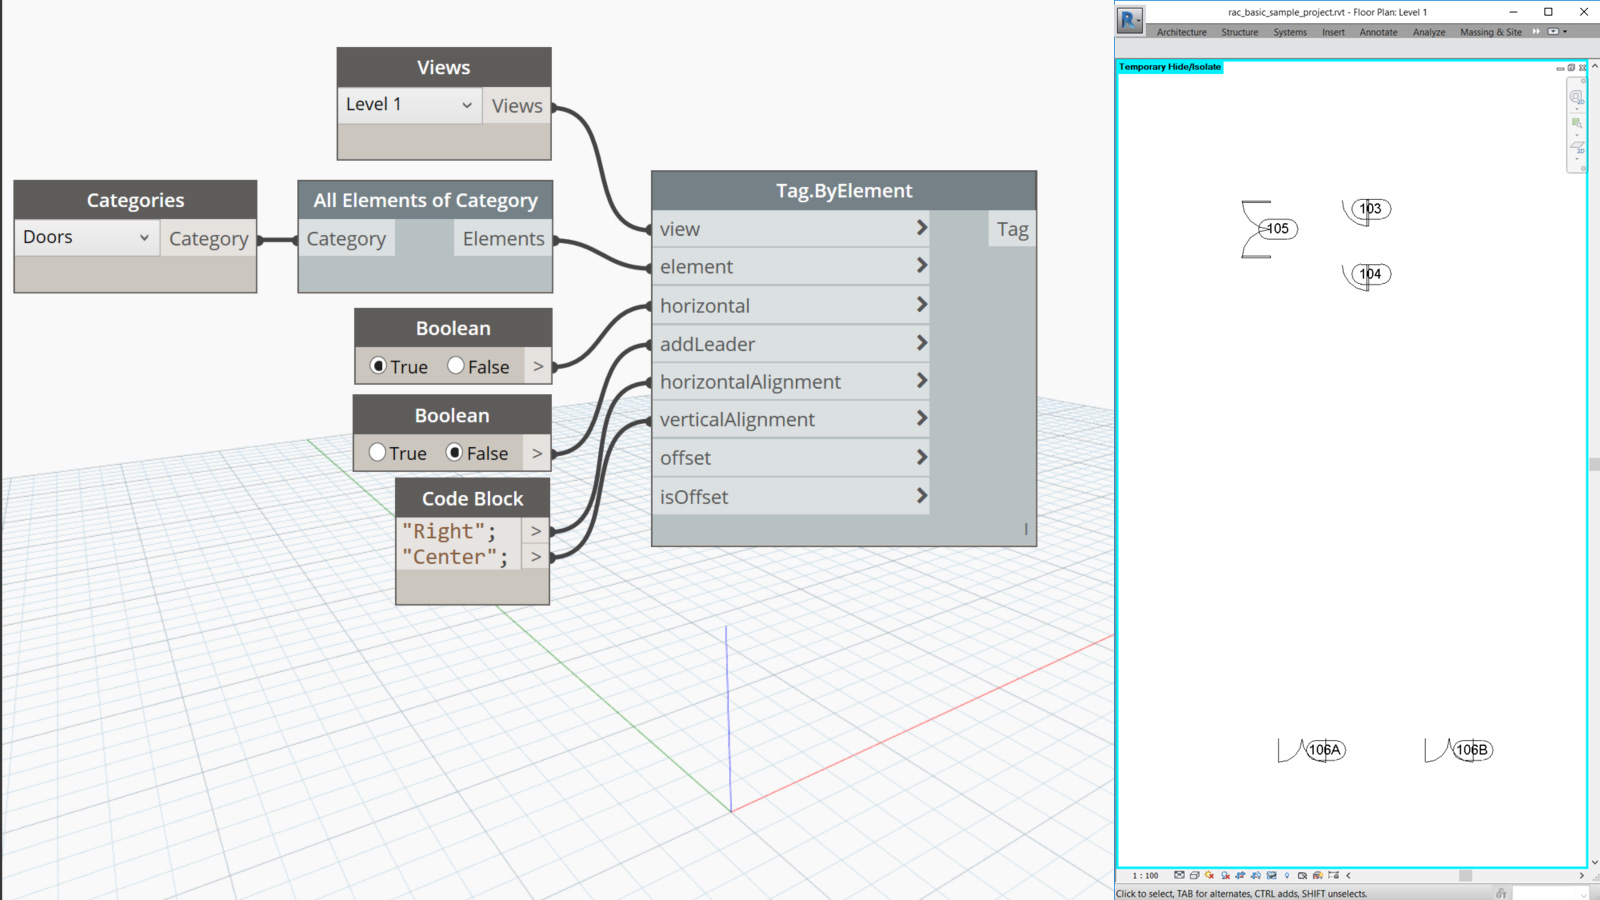 Views
Level 1
Views
Categories
Doors
Category
All Elements of Category
Category
Elements
Boolean
True
False
>
Boolean
True
False
>
Code Block
"Right";
>
"Center";
>
Tag.ByElement
view
Tag
element
horizontal
addLeader
horizontalAlignment
verticalAlignment
offset
isOffset
rac_basic_sample_project.rvt - Floor Plan: Level 1
Architecture Structure Systems Insert Annotate Analyze Massing & Site
Temporary Hide/Isolate
103
105
104
106A
106B
1 : 100
Click to select, TAB for alternates, CTRL adds, SHIFT unselects.